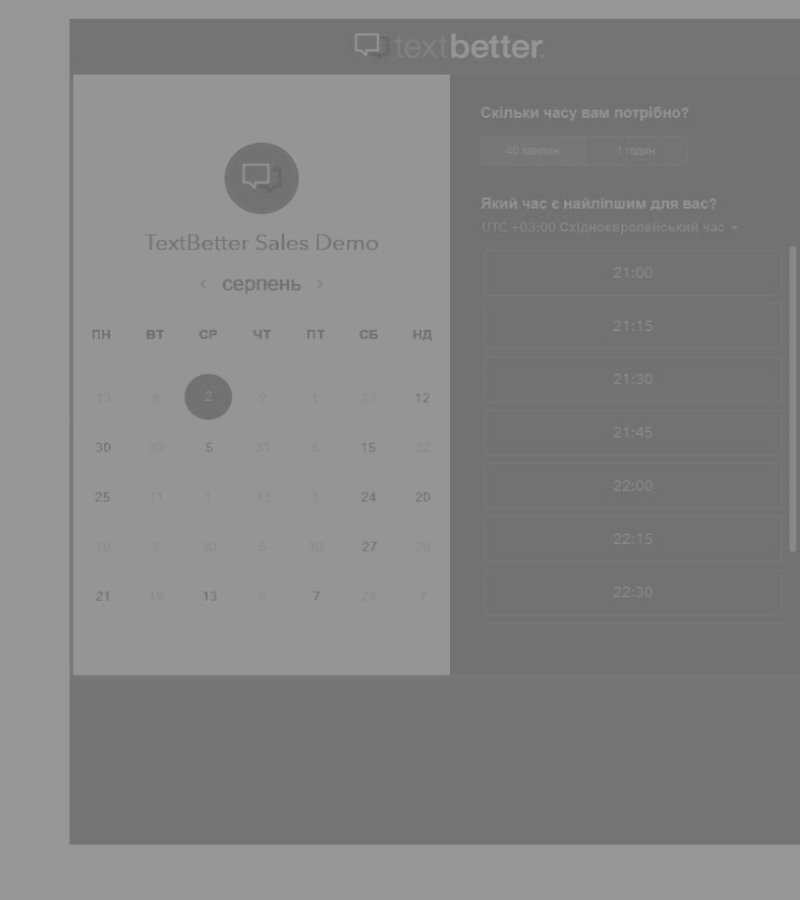 textbetter.
TextBetter Sales Demo
‹ серпень ›
ПН ВТ СР ЧТ ПТ СБ НД
13 8 2 9 1 23 12
30 30 5 31 6 15 22
25 11 1 13 1 24 20
10 2 30 6 30 27 28
21 19 13 8 7 24 7
Скільки часу вам потрібно?
40 хвилин 1 годин
Який час є найліпшим для вас?
UTC +03:00 Східноєвропейський час
21:00
21:15
21:30
21:45
22:00
22:15
22:30